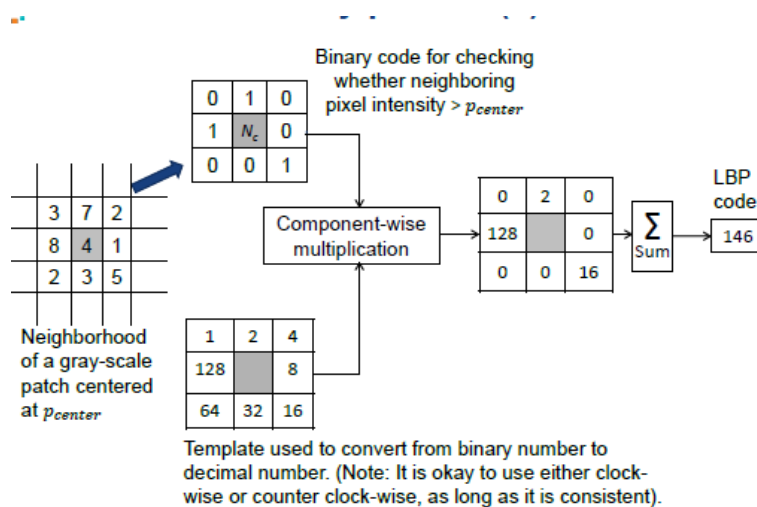 Binary code for checking
whether neighboring
pixel intensity > p_center
0 1 0
1 N_c 0
0 0 1
3 7 2
8 4 1
2 3 5
Neighborhood
of a gray-scale
patch centered
at p_center
Component-wise
multiplication
1 2 4
128 8
64 32 16
0 2 0
128 0
0 0 16
Σ
Sum
LBP
code
146
Template used to convert from binary number to
decimal number. (Note: It is okay to use either clock-
wise or counter clock-wise, as long as it is consistent).